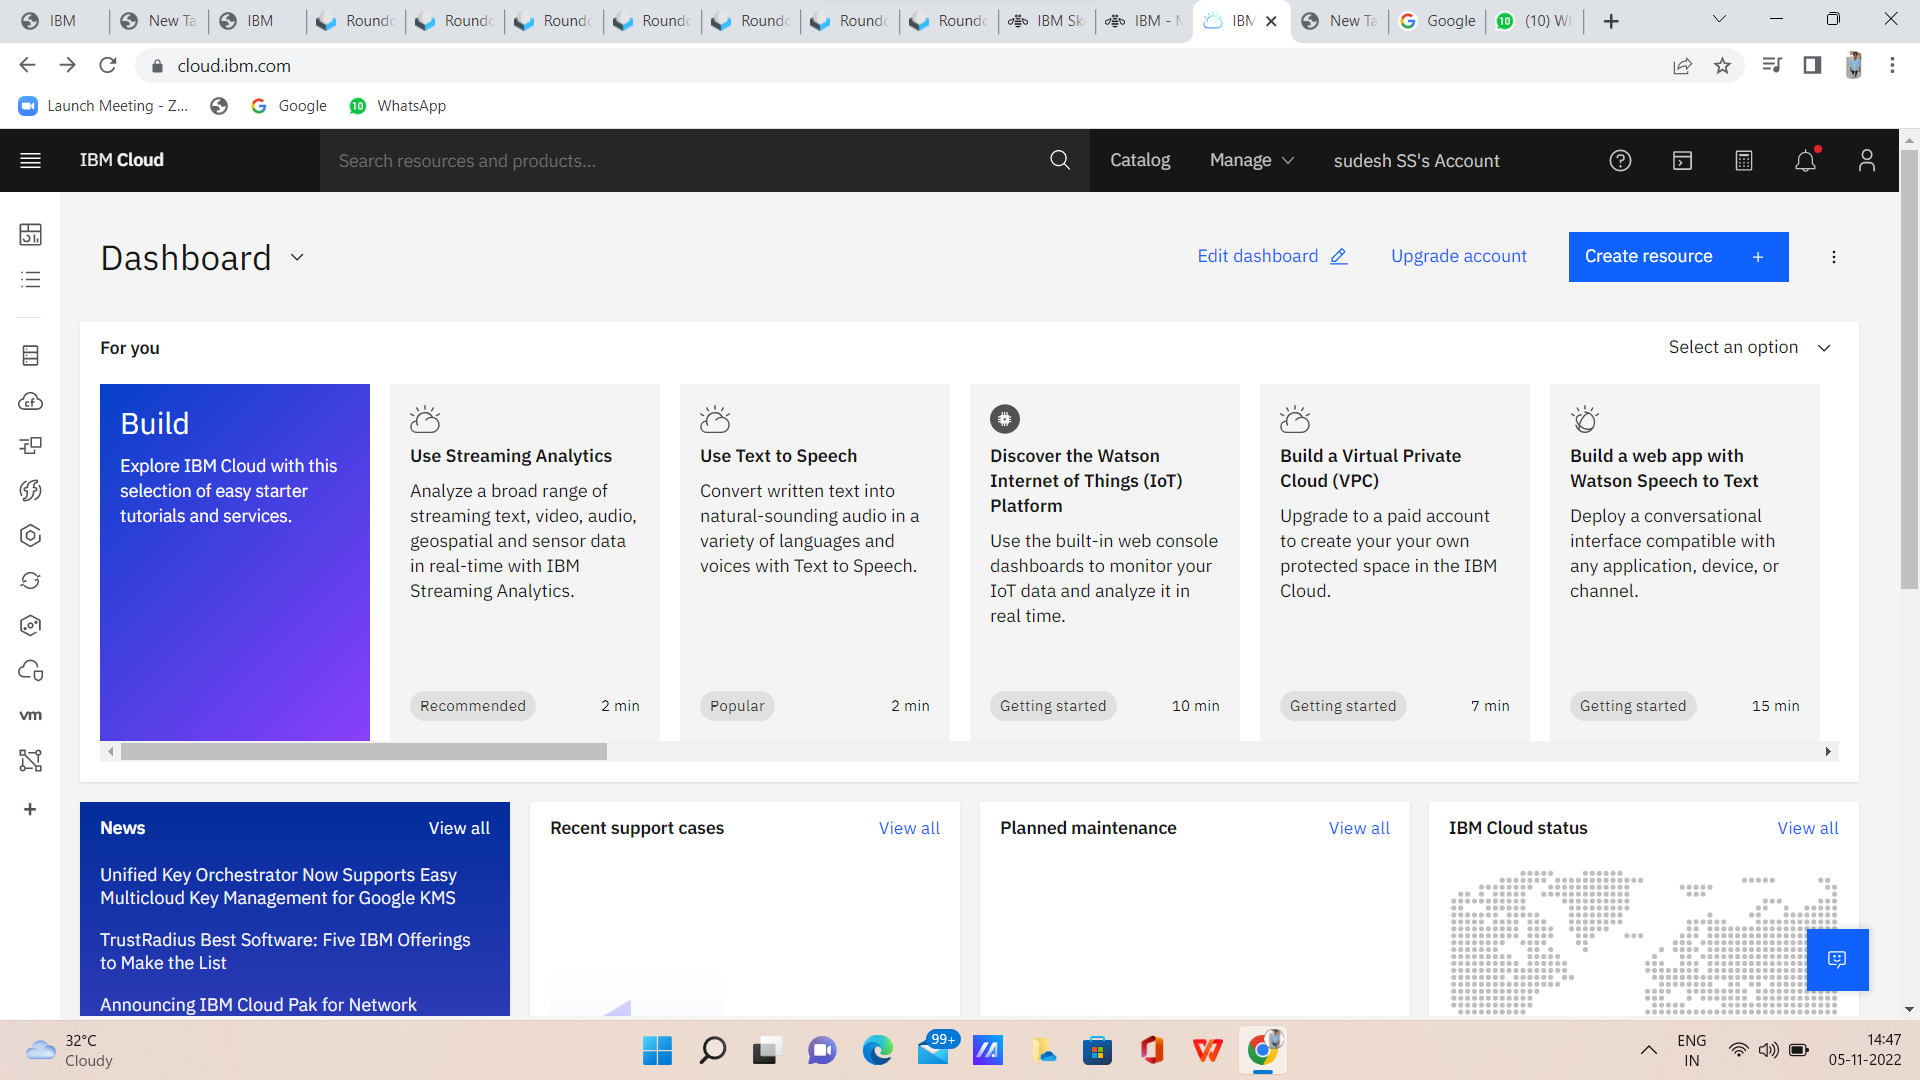 IBM
New Ta
IBM
Roundc
Roundc
Roundc
Roundc
Roundc
Roundc
Roundc
IBM Ski
IBM - M
IBM
New Ta
Google
(10) Wh
cloud.ibm.com
Launch Meeting - Z...
Google
WhatsApp
IBM Cloud
Search resources and products...
Catalog
Manage
sudesh SS's Account
Dashboard
Edit dashboard
Upgrade account
Create resource +
For you
Select an option
Build
Explore IBM Cloud with this
selection of easy starter
tutorials and services.
Use Streaming Analytics
Analyze a broad range of
streaming text, video, audio,
geospatial and sensor data
in real-time with IBM
Streaming Analytics.
Recommended
2 min
Use Text to Speech
Convert written text into
natural-sounding audio in a
variety of languages and
voices with Text to Speech.
Popular
2 min
Discover the Watson
Internet of Things (IoT)
Platform
Use the built-in web console
dashboards to monitor your
IoT data and analyze it in
real time.
Getting started
10 min
Build a Virtual Private
Cloud (VPC)
Upgrade to a paid account
to create your your own
protected space in the IBM
Cloud.
Getting started
7 min
Build a web app with
Watson Speech to Text
Deploy a conversational
interface compatible with
any application, device, or
channel.
Getting started
15 min
cf
vm
News
View all
Unified Key Orchestrator Now Supports Easy
Multicloud Key Management for Google KMS
TrustRadius Best Software: Five IBM Offerings
to Make the List
Announcing IBM Cloud Pak for Network
Recent support cases
View all
Planned maintenance
View all
IBM Cloud status
View all
32°C
Cloudy
99+
ENG
IN
14:47
05-11-2022